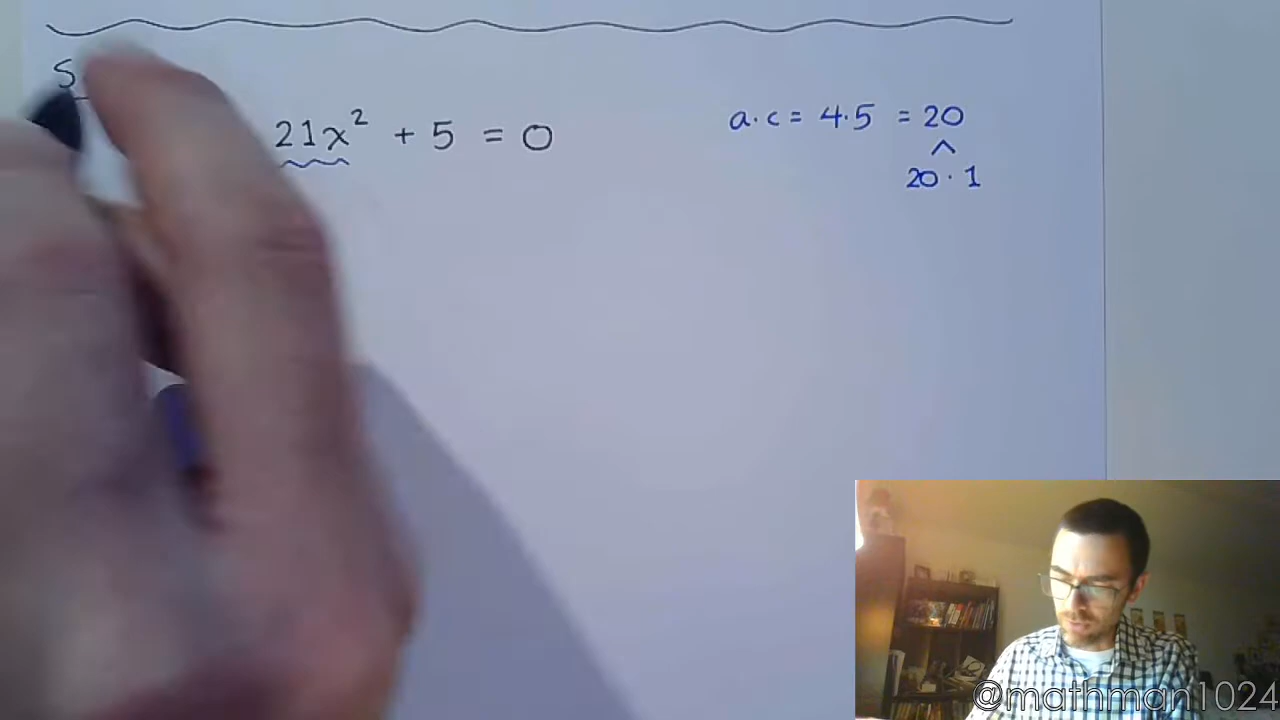 S
21x² + 5 = 0
a·c = 4·5 = 20
20 · 1
@mathman1024